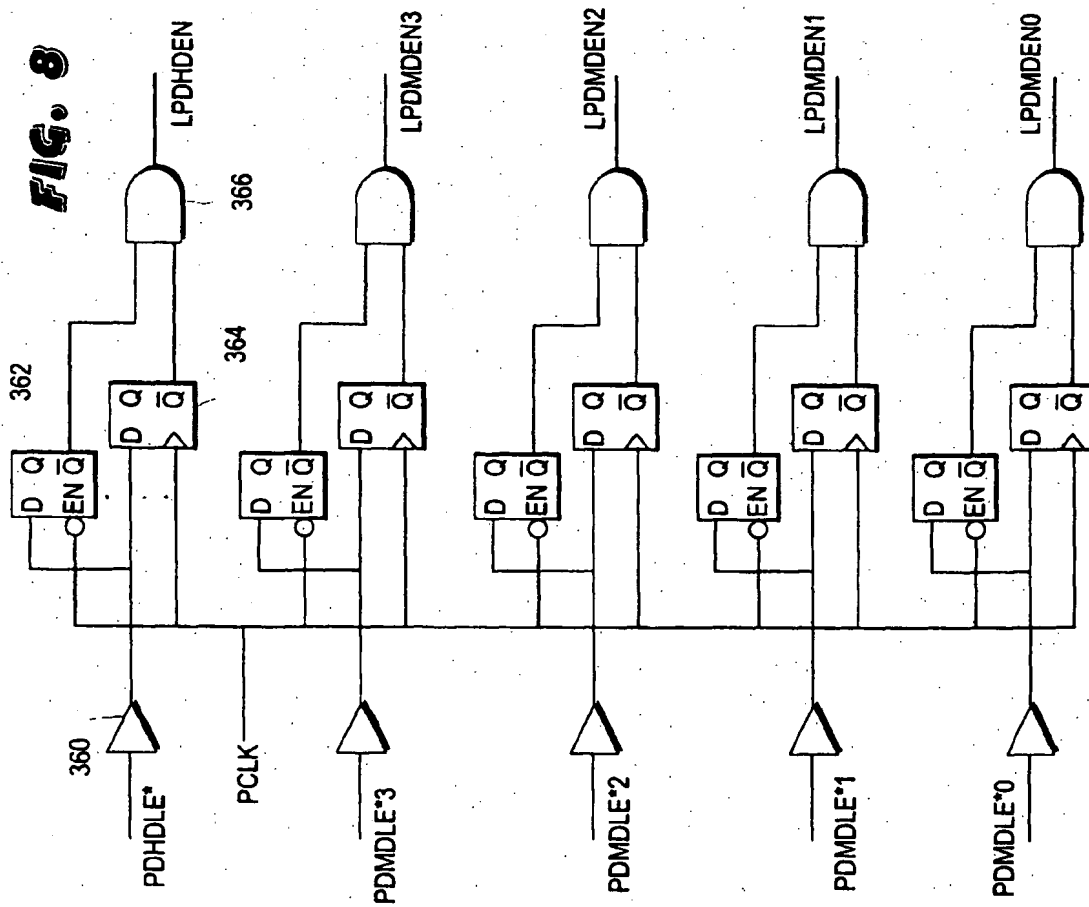 FIG. 8
362
D Q
EN Q̅
360
PDHDLE*
D Q
Q̅
364
366
LPDHDEN
PCLK
D Q
EN Q̅
PDMDLE*3
D Q
Q̅
LPDMDEN3
D Q
EN Q̅
PDMDLE*2
D Q
Q̅
LPDMDEN2
D Q
EN Q̅
PDMDLE*1
D Q
Q̅
LPDMDEN1
D Q
EN Q̅
PDMDLE*0
D Q
Q̅
LPDMDEN0